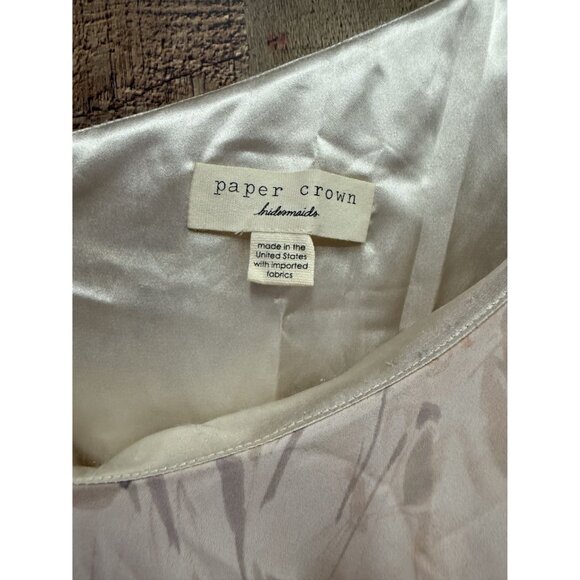 paper crown
bridesmaids
made in the
United States
with imported
fabrics